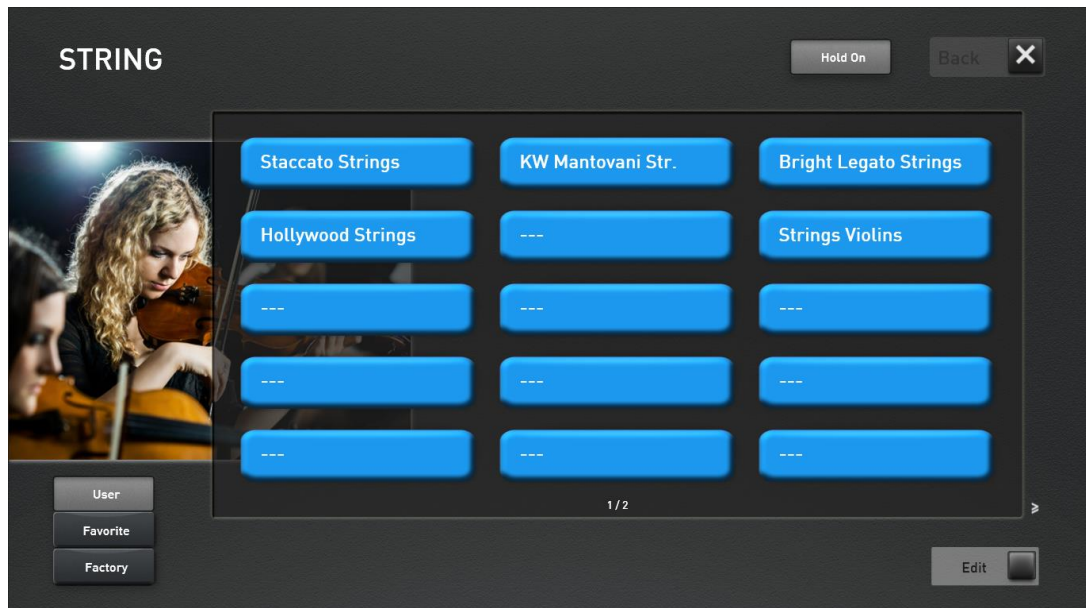 STRING
Hold On
Back
Staccato Strings
KW Mantovani Str.
Bright Legato Strings
Hollywood Strings
---
Strings Violins
---
---
---
---
---
---
---
---
---
1/2
User
Favorite
Factory
Edit